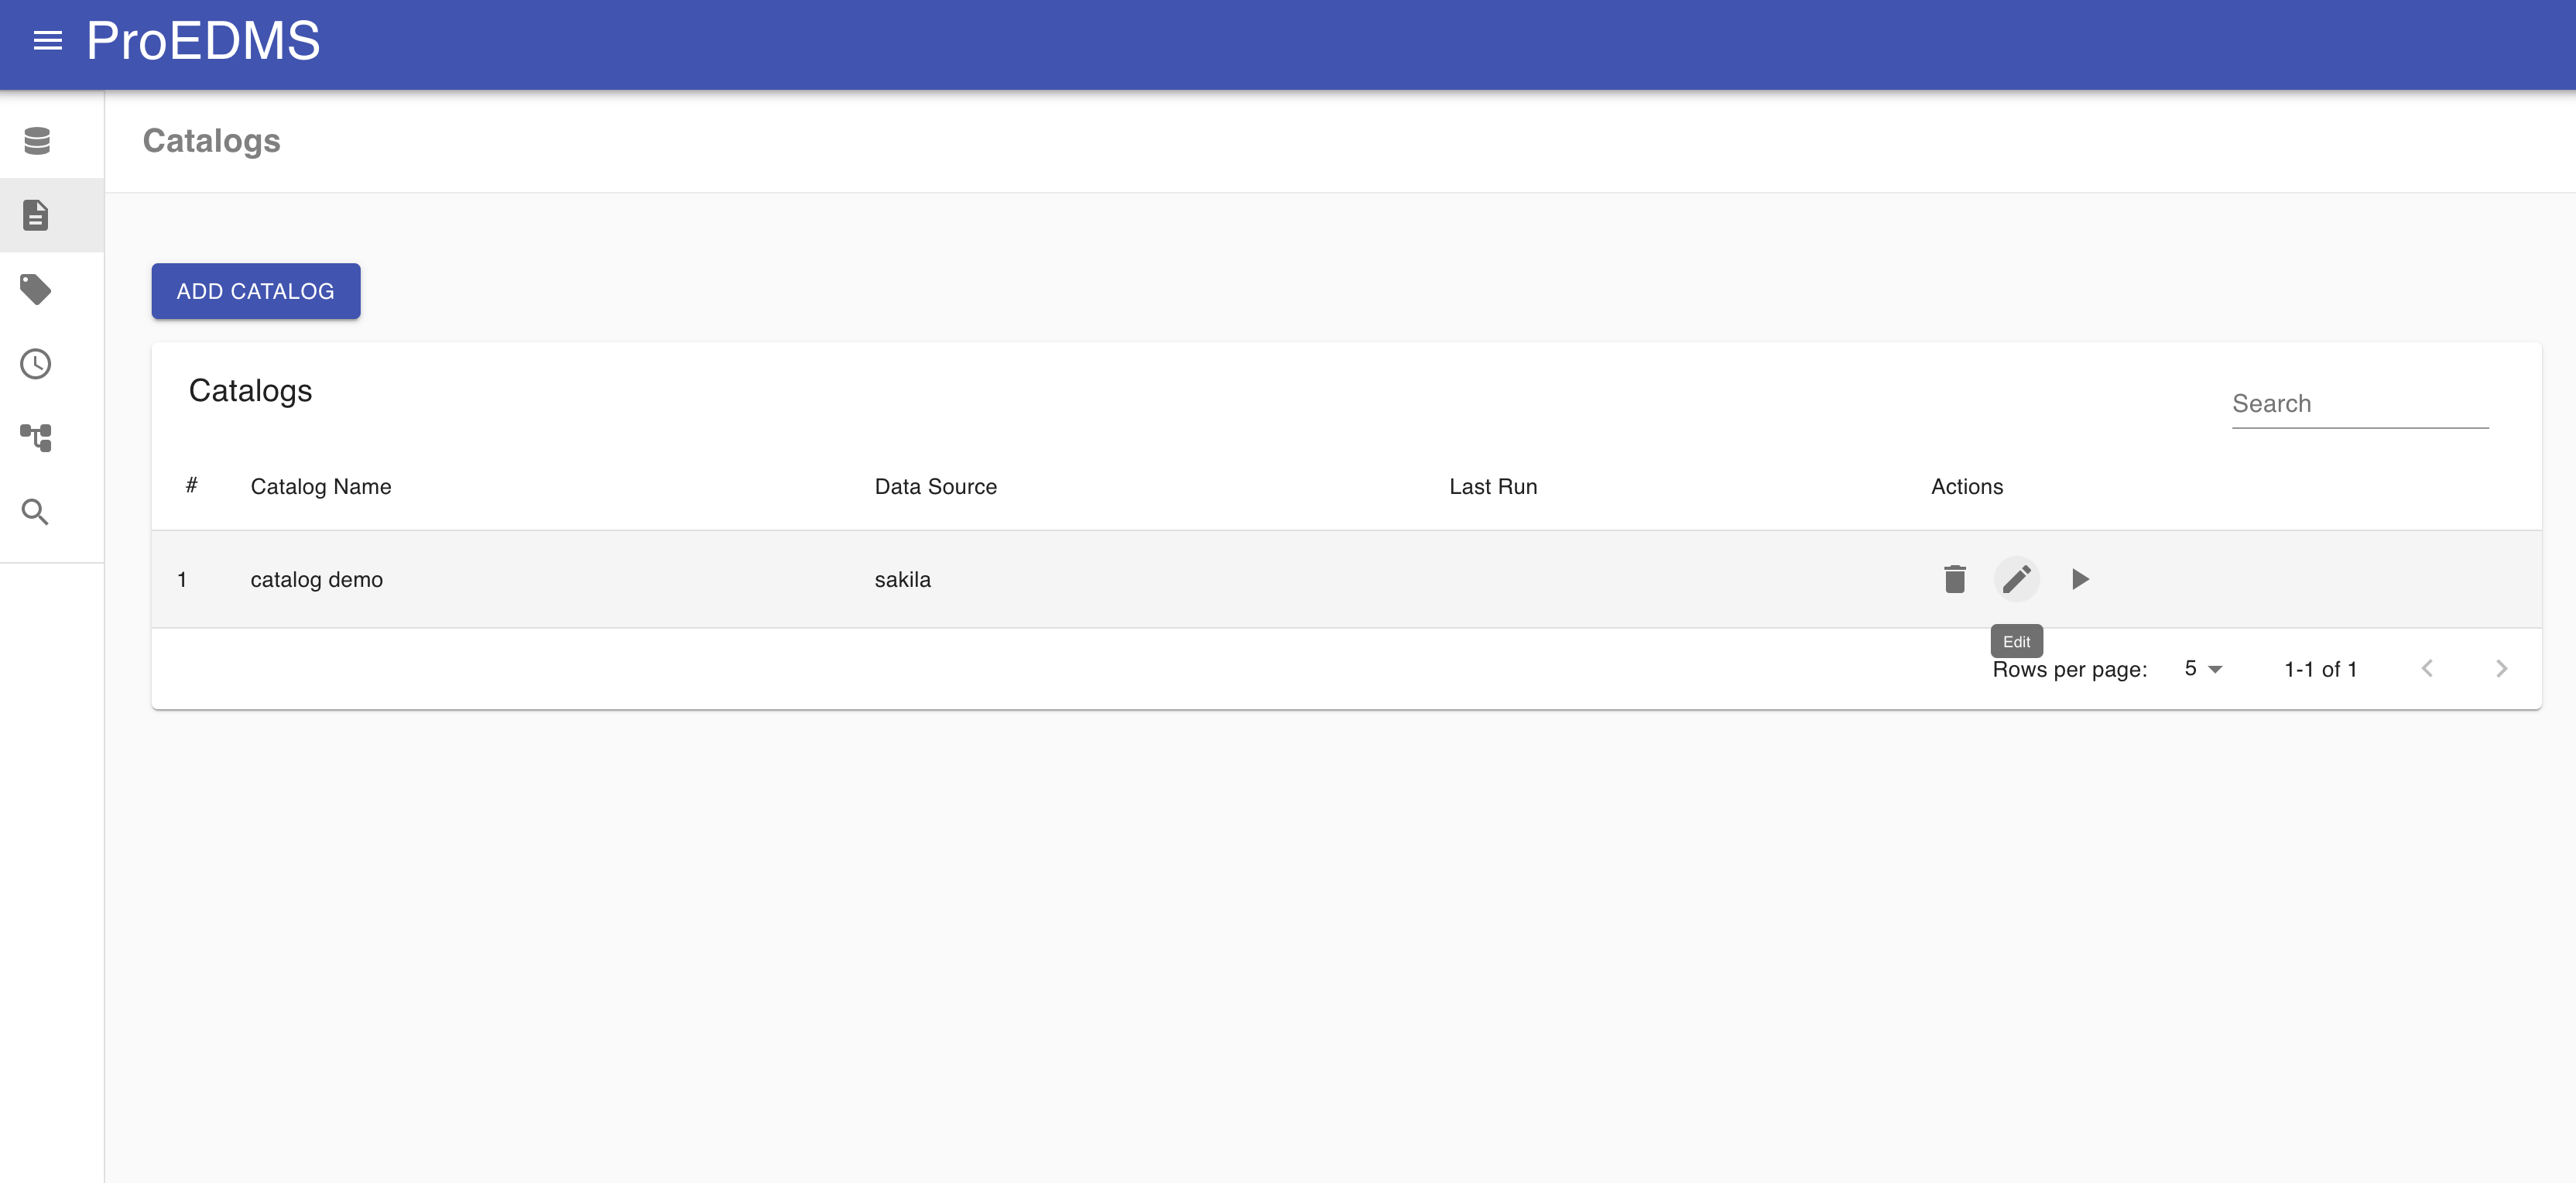 ProEDMS
Catalogs
ADD CATALOG
Catalogs
Search
# Catalog Name Data Source Last Run Actions
1 catalog demo sakila
Edit
Rows per page: 5 1-1 of 1